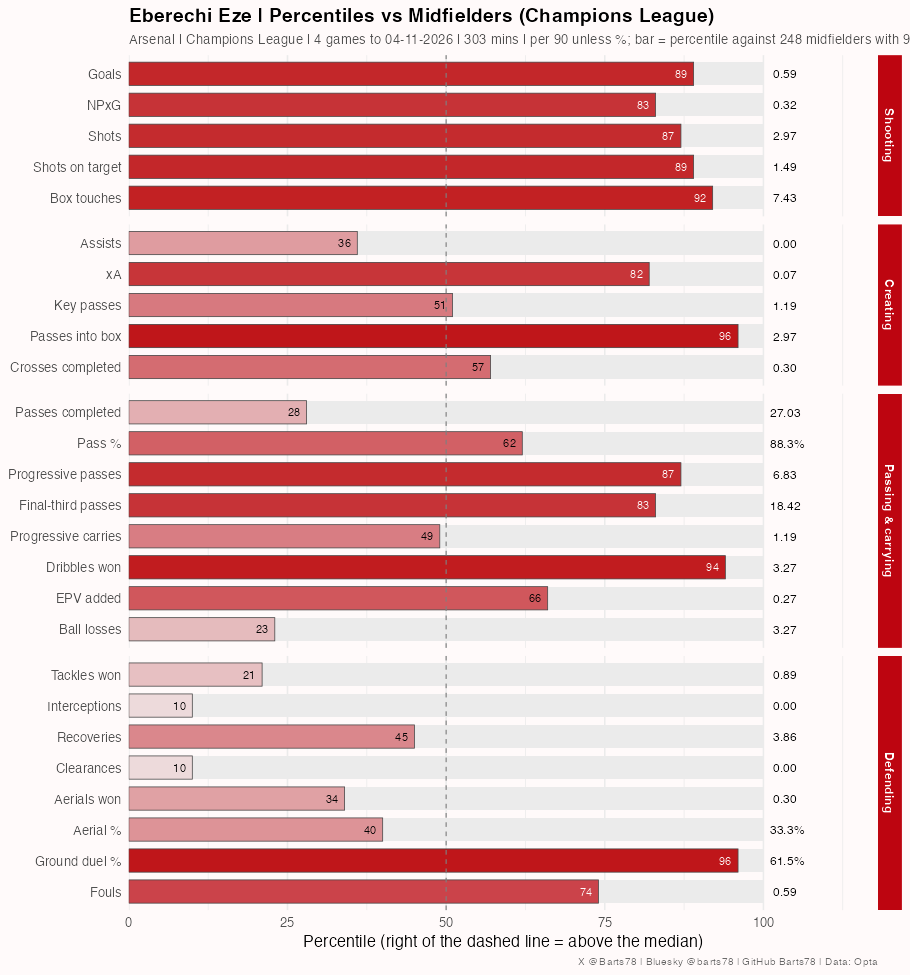 Eberechi Eze | Percentiles vs Midfielders (Champions League)
Arsenal | Champions League | 4 games to 04-11-2026 | 303 mins | per 90 unless %; bar = percentile against 248 midfielders with 9
Goals 89 0.59
NPxG 83 0.32
Shots 87 2.97
Shots on target 89 1.49
Box touches 92 7.43
Shooting
Assists 36 0.00
xA 82 0.07
Key passes 51 1.19
Passes into box 96 2.97
Crosses completed 57 0.30
Creating
Passes completed 28 27.03
Pass % 62 88.3%
Progressive passes 87 6.83
Final-third passes 83 18.42
Progressive carries 49 1.19
Dribbles won 94 3.27
EPV added 66 0.27
Ball losses 23 3.27
Passing & carrying
Tackles won 21 0.89
Interceptions 10 0.00
Recoveries 45 3.86
Clearances 10 0.00
Aerials won 34 0.30
Aerial % 40 33.3%
Ground duel % 96 61.5%
Fouls 74 0.59
Defending
0 25 50 75 100
Percentile (right of the dashed line = above the median)
X @Barts78 | Bluesky @barts78 | GitHub Barts78 | Data: Opta